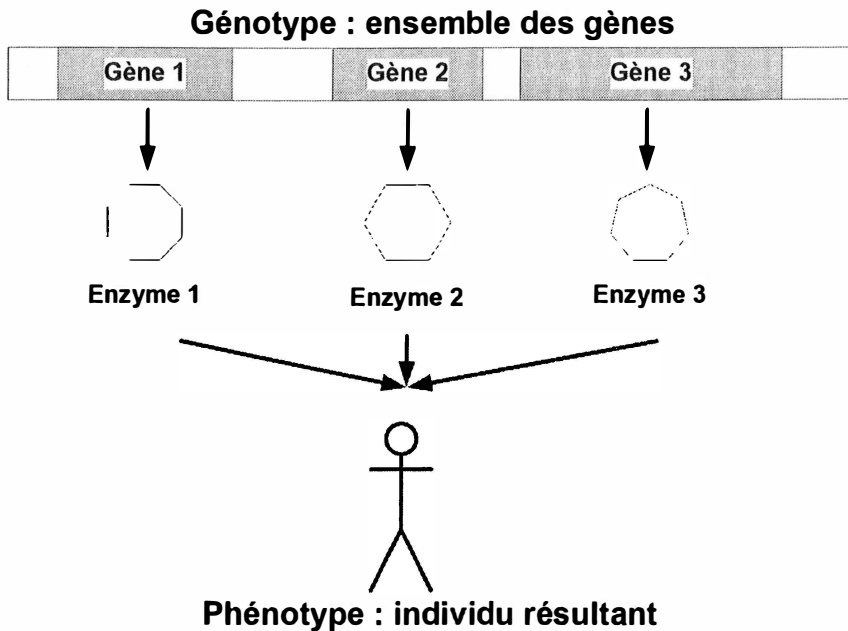 Génotype : ensemble des gènes
Gène 1 Gène 2 Gène 3
Enzyme 1 Enzyme 2 Enzyme 3
Phénotype : individu résultant